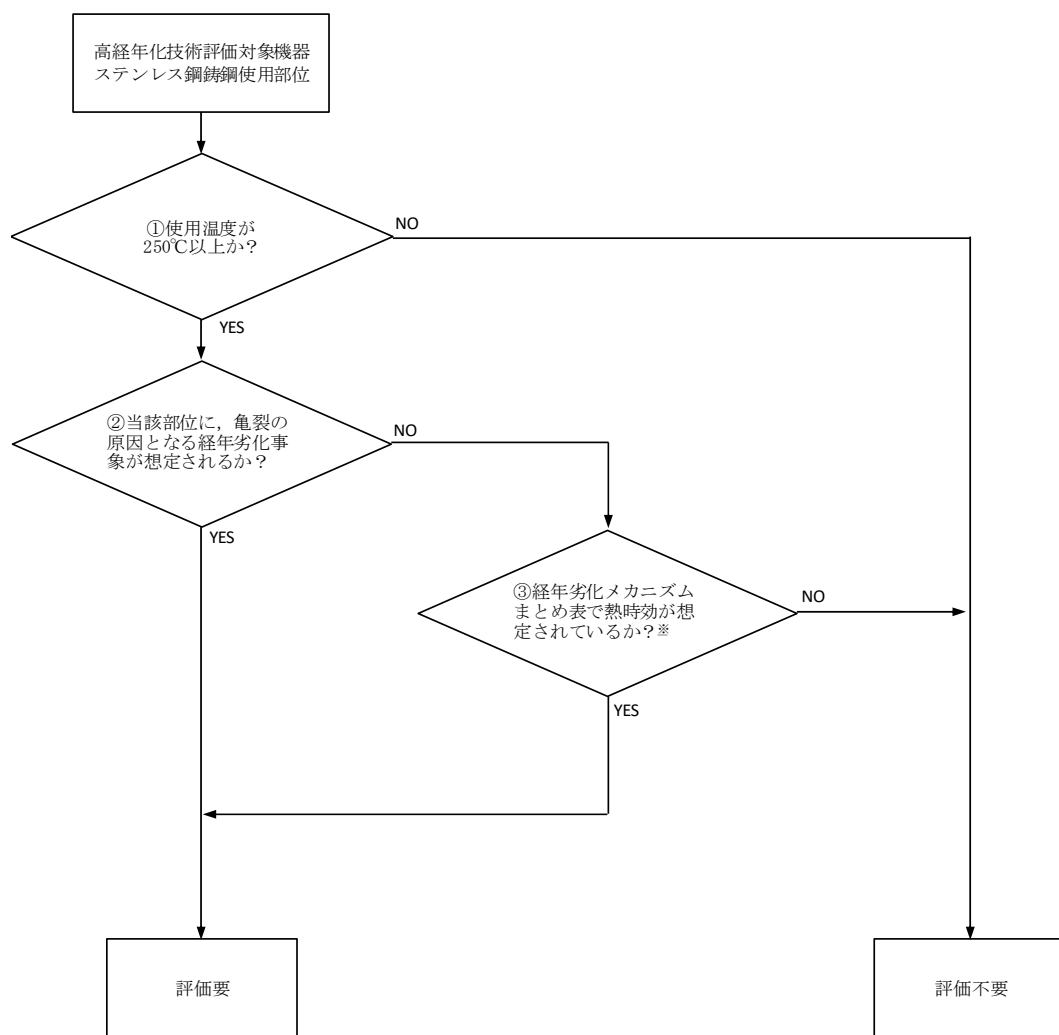 高経年化技術評価対象機器
ステンレス鋼鋳鋼使用部位
①使用温度が
250℃以上か？
NO
YES
②当該部位に，亀裂の
原因となる経年劣化事
象が想定されるか？
NO
YES
③経年劣化メカニズム
まとめ表で熱時効が想
定されているか？※
NO
YES
評価要
評価不要